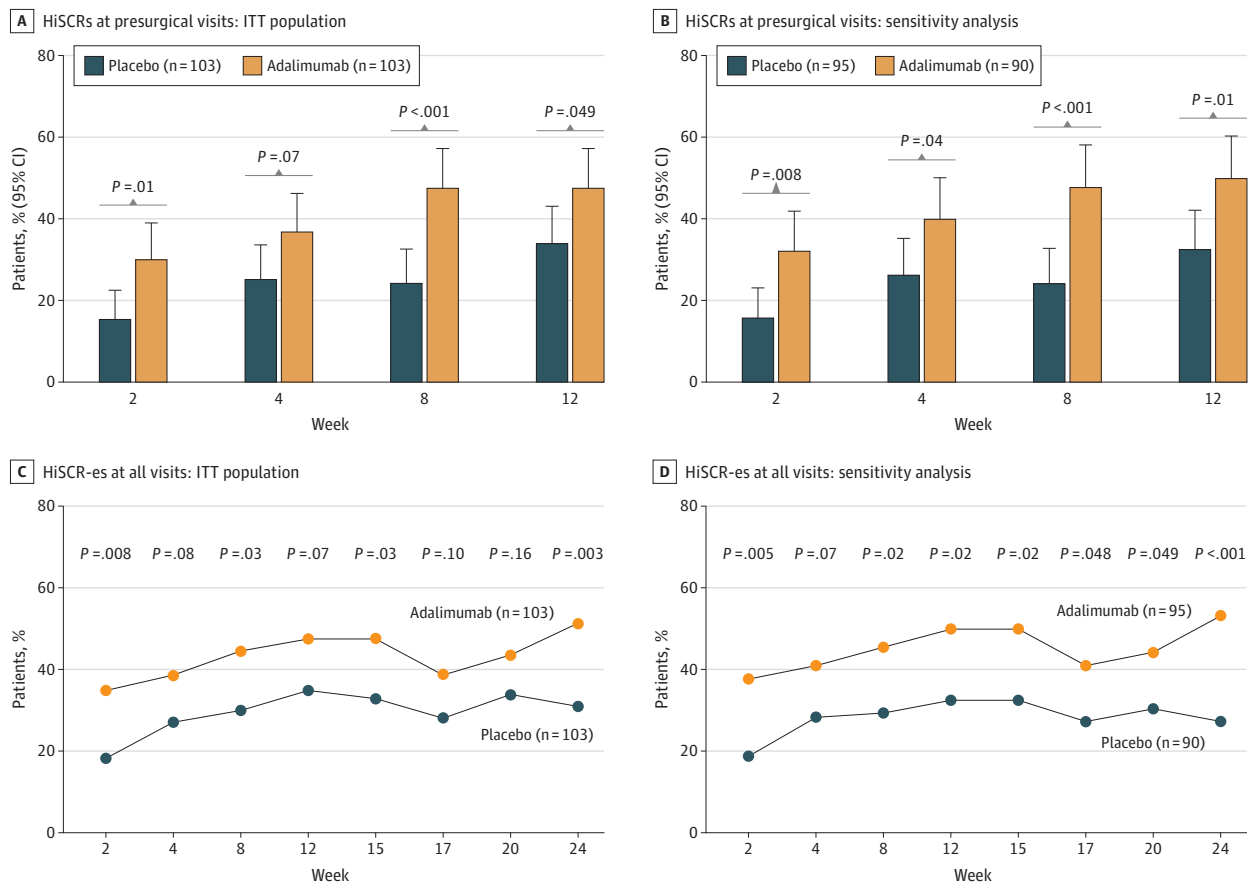 A HiSCRs at presurgical visits: ITT population
Placebo (n=103) Adalimumab (n=103)
80
60
40
20
0
Patients, % (95% CI)
P=.01
P=.07
P<.001
P=.049
2 4 8 12
Week
B HiSCRs at presurgical visits: sensitivity analysis
Placebo (n=95) Adalimumab (n=90)
80
60
40
20
0
Patients, % (95% CI)
P=.008
P=.04
P<.001
P=.01
2 4 8 12
Week
C HiSCR-es at all visits: ITT population
80
60
40
20
0
Patients, %
P=.008 P=.08 P=.03 P=.07 P=.03 P=.10 P=.16 P=.003
Adalimumab (n=103)
Placebo (n=103)
2 4 8 12 15 17 20 24
Week
D HiSCR-es at all visits: sensitivity analysis
80
60
40
20
0
Patients, %
P=.005 P=.07 P=.02 P=.02 P=.02 P=.048 P=.049 P<.001
Adalimumab (n=95)
Placebo (n=90)
2 4 8 12 15 17 20 24
Week